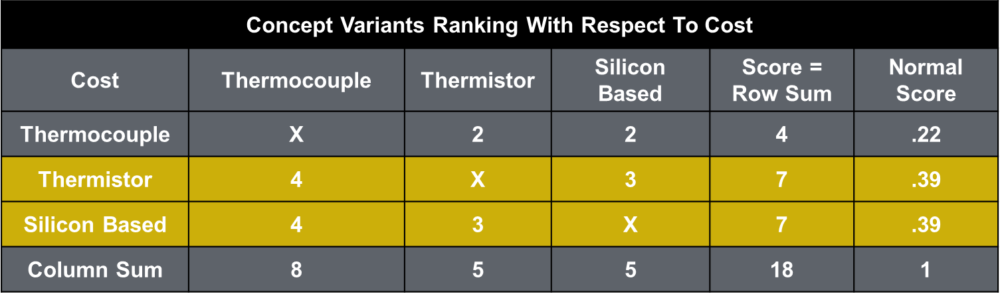 Concept Variants Ranking With Respect To Cost
Cost Thermocouple Thermistor Silicon Based Score = Row Sum Normal Score
Thermocouple X 2 2 4 .22
Thermistor 4 X 3 7 .39
Silicon Based 4 3 X 7 .39
Column Sum 8 5 5 18 1